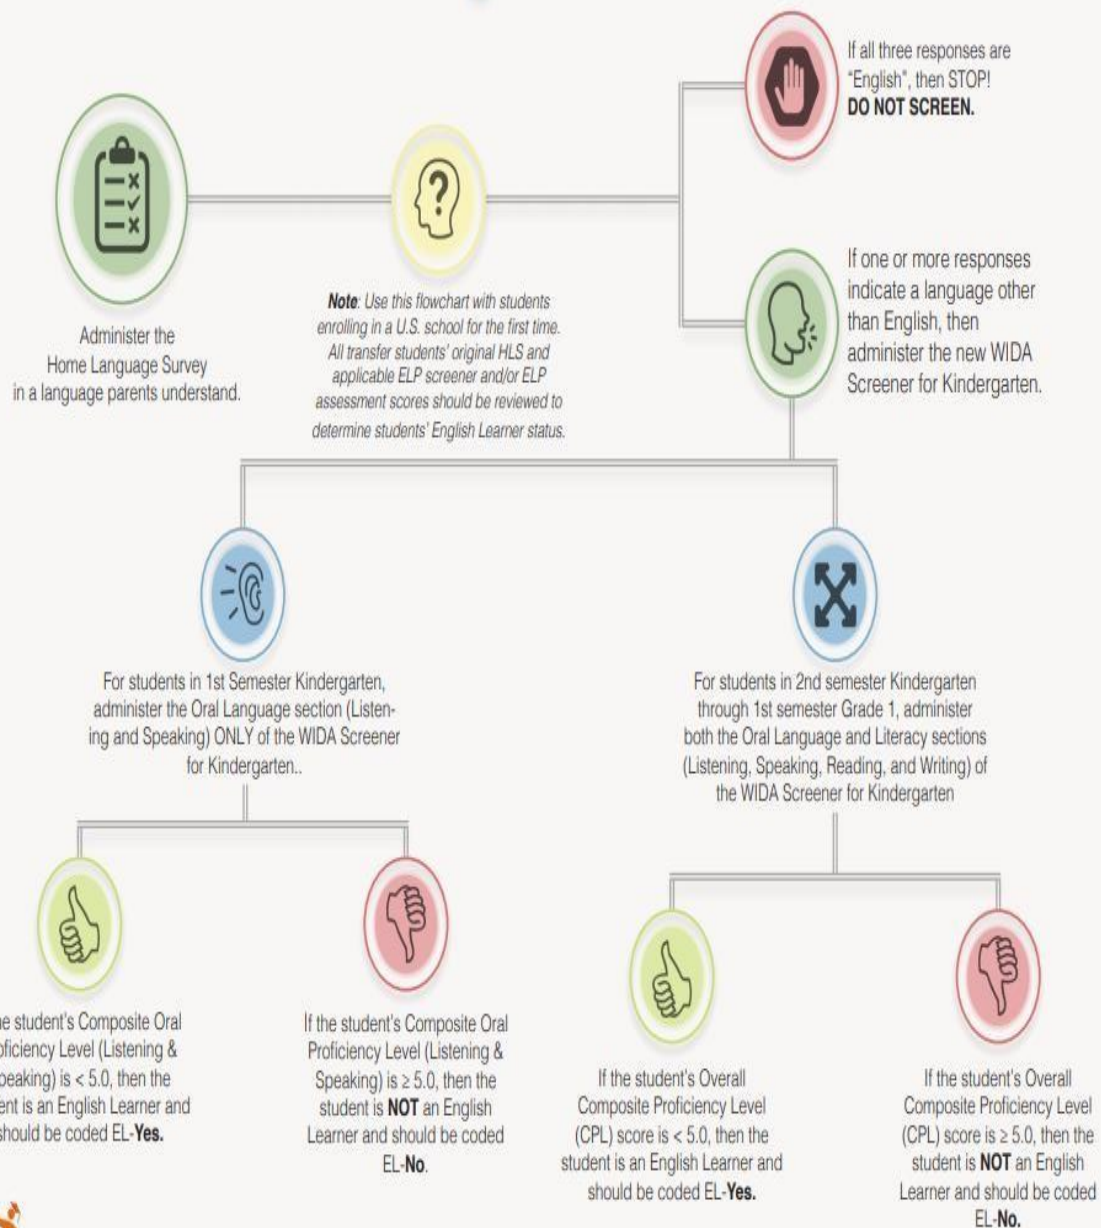 If all three responses are
"English", then STOP!
DO NOT SCREEN.
?
Administer the
Home Language Survey
in a language parents understand.
Note: Use this flowchart with students
enrolling in a U.S. school for the first time.
All transfer students' original HLS and
applicable ELP screener and/or ELP
assessment scores should be reviewed to
determine students' English Learner status.
If one or more responses
indicate a language other
than English, then
administer the new WIDA
Screener for Kindergarten.
For students in 1st Semester Kindergarten,
administer the Oral Language section (Listen-
ing and Speaking) ONLY of the WIDA Screener
for Kindergarten..
For students in 2nd semester Kindergarten
through 1st semester Grade 1, administer
both the Oral Language and Literacy sections
(Listening, Speaking, Reading, and Writing) of
the WIDA Screener for Kindergarten
student's Composite Oral
Level (Listening &
is < 5.0, then the
is an English Learner and
should be coded EL-Yes.
If the student's Composite Oral
Proficiency Level (Listening &
Speaking) is ≥ 5.0, then the
student is NOT an English
Learner and should be coded
EL-No.
If the student's Overall
Composite Proficiency Level
(CPL) score is < 5.0, then the
student is an English Learner and
should be coded EL-Yes.
If the student's Overall
Composite Proficiency Level
(CPL) score is ≥ 5.0, then the
student is NOT an English
Learner and should be coded
EL-No.